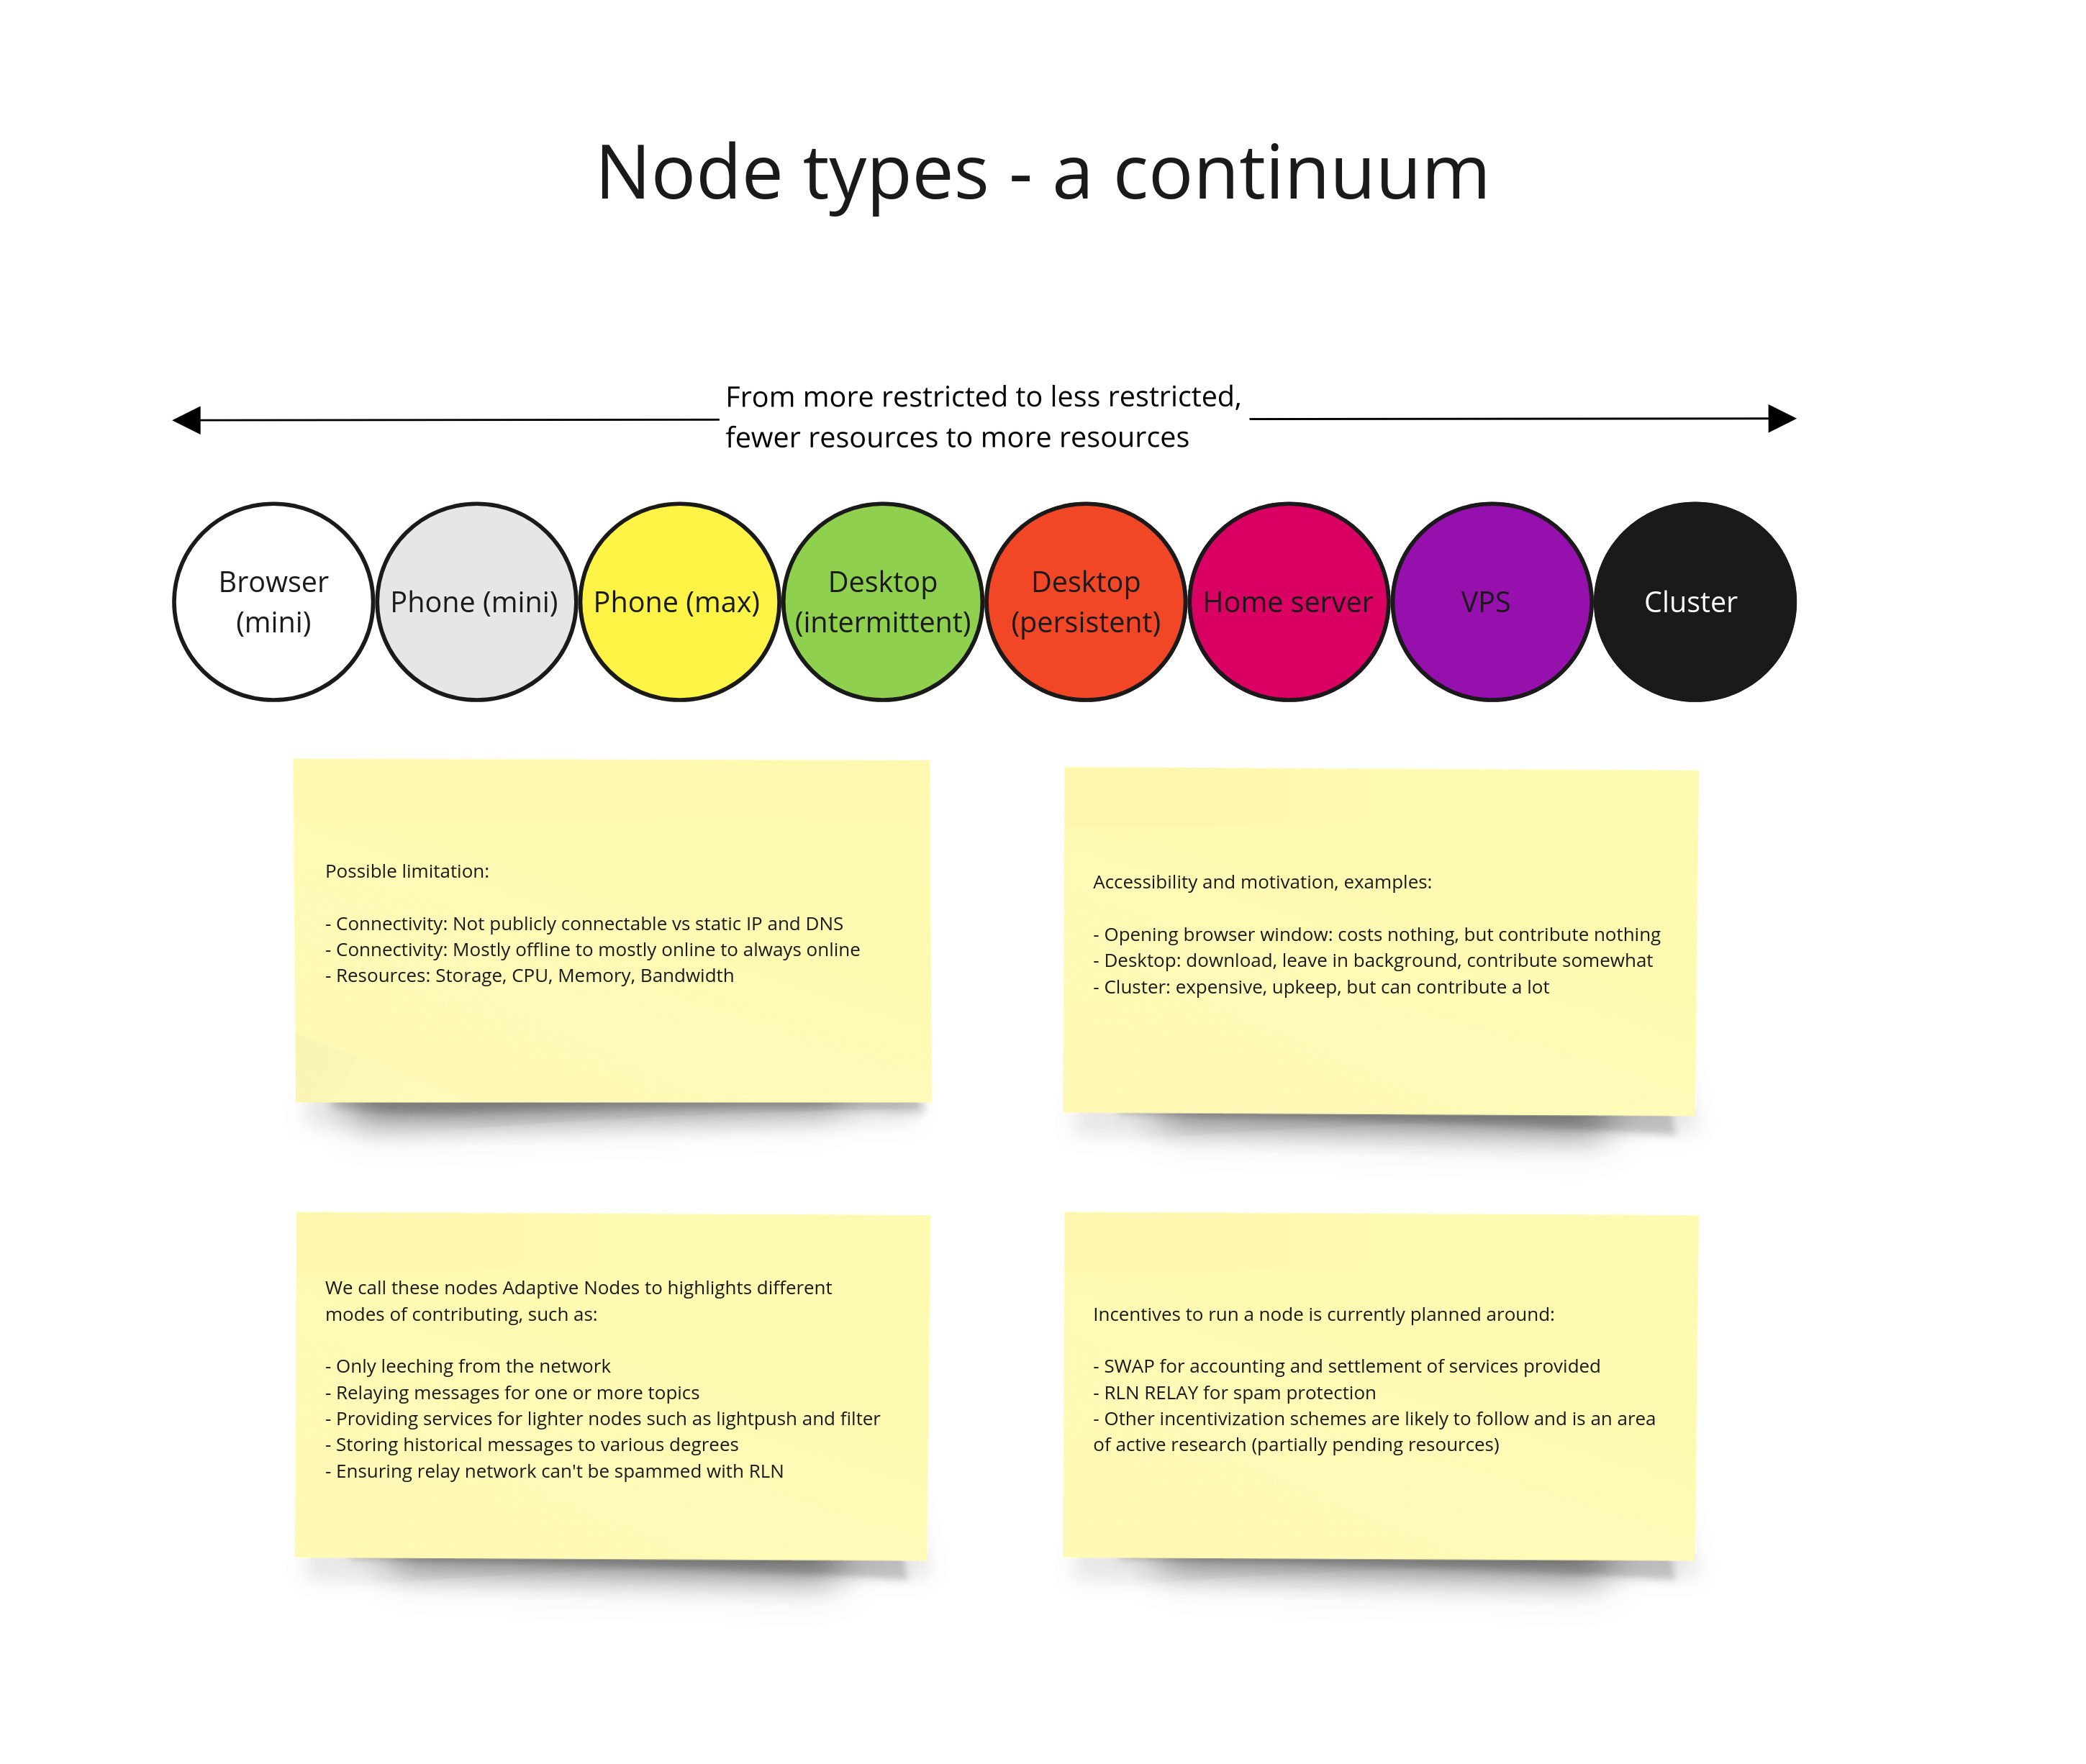 Node types - a continuum
From more restricted to less restricted,
fewer resources to more resources
Browser
(mini)
Phone (mini)
Phone (max)
Desktop
(intermittent)
Desktop
(persistent)
Home server
VPS
Cluster
Possible limitation:
- Connectivity: Not publicly connectable vs static IP and DNS
- Connectivity: Mostly offline to mostly online to always online
- Resources: Storage, CPU, Memory, Bandwidth
Accessibility and motivation, examples:
- Opening browser window: costs nothing, but contribute nothing
- Desktop: download, leave in background, contribute somewhat
- Cluster: expensive, upkeep, but can contribute a lot
We call these nodes Adaptive Nodes to highlights different
modes of contributing, such as:
- Only leeching from the network
- Relaying messages for one or more topics
- Providing services for lighter nodes such as lightpush and filter
- Storing historical messages to various degrees
- Ensuring relay network can't be spammed with RLN
Incentives to run a node is currently planned around:
- SWAP for accounting and settlement of services provided
- RLN RELAY for spam protection
- Other incentivization schemes are likely to follow and is an area
of active research (partially pending resources)